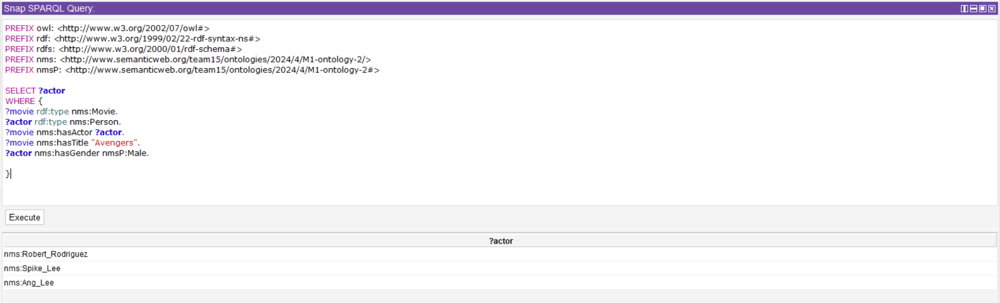 Snap SPARQL Query:
PREFIX owl: <http://www.w3.org/2002/07/owl#>
PREFIX rdf: <http://www.w3.org/1999/02/22-rdf-syntax-ns#>
PREFIX rdfs: <http://www.w3.org/2000/01/rdf-schema#>
PREFIX nms: <http://www.semanticweb.org/team15/ontologies/2024/4/M1-ontology-2/>
PREFIX nmsP: <http://www.semanticweb.org/team15/ontologies/2024/4/M1-ontology-2#>
SELECT ?actor
WHERE {
?movie rdf:type nms:Movie.
?actor rdf:type nms:Person.
?movie nms:hasActor ?actor.
?movie nms:hasTitle "Avengers".
?actor nms:hasGender nmsP:Male.
}
Execute
?actor
nms:Robert_Rodriguez
nms:Spike_Lee
nms:Ang_Lee